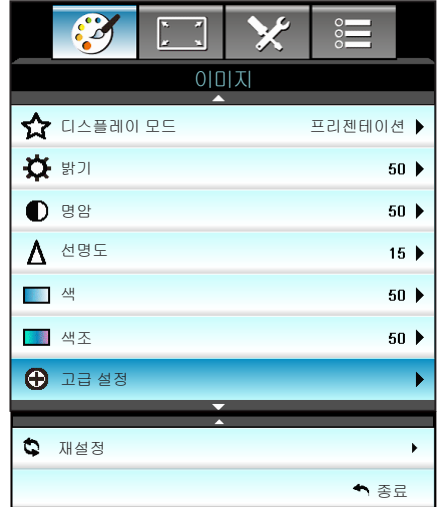 이미지
디스플레이 모드 프리젠테이션
밝기 50
명암 50
선명도 15
색 50
색조 50
고급 설정
재설정
종료